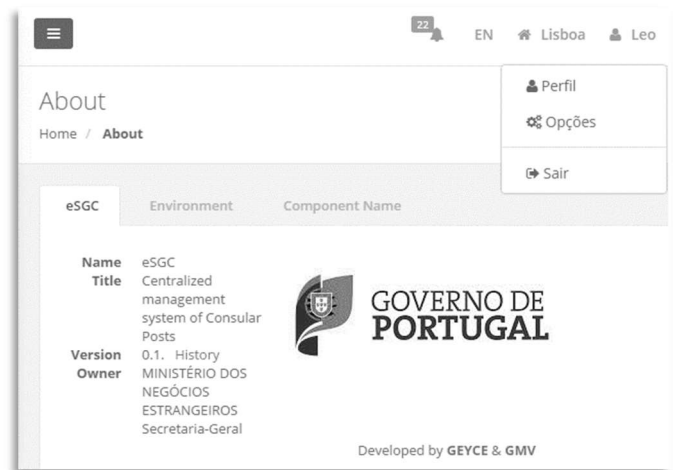 22 EN Lisboa Leo
Perfil
Opções
Sair
About
Home / About
eSGC Environment Component Name
Name eSGC
Title Centralized
management
system of Consular
Posts
Version 0.1. History
Owner MINISTÉRIO DOS
NEGÓCIOS
ESTRANGEIROS
Secretaria-Geral
GOVERNO DE
PORTUGAL
Developed by GEYCE & GMV